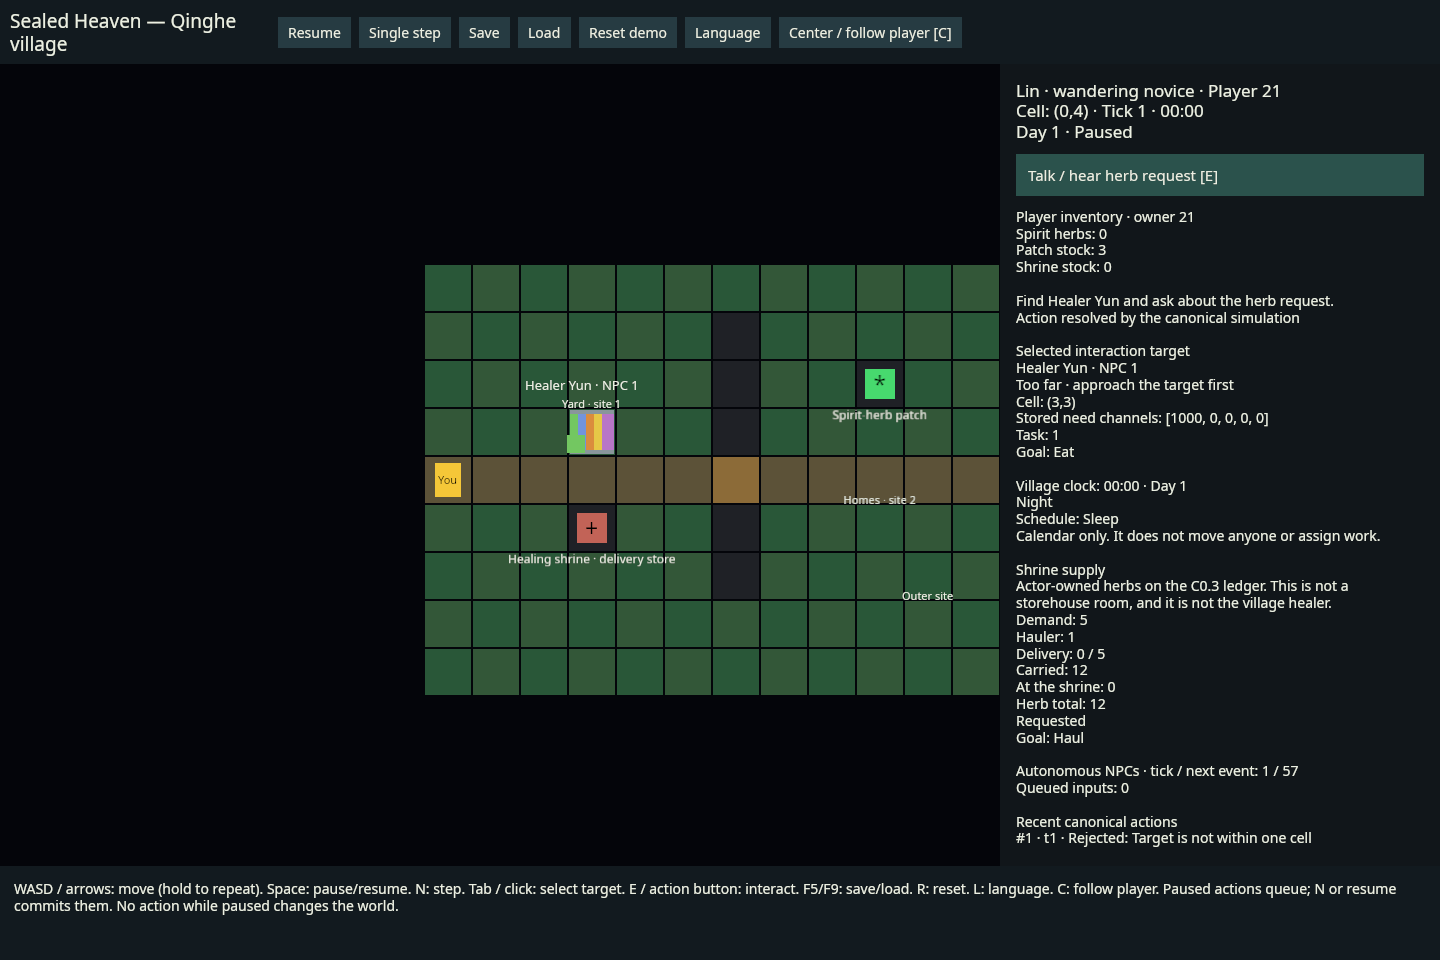 Sealed Heaven — Qinghe
village
Resume
Single step
Save
Load
Reset demo
Language
Center / follow player [C]
Lin · wandering novice · Player 21
Cell: (0,4) · Tick 1 · 00:00
Day 1 · Paused
Talk / hear herb request [E]
Player inventory · owner 21
Spirit herbs: 0
Patch stock: 3
Shrine stock: 0
Find Healer Yun and ask about the herb request.
Action resolved by the canonical simulation
Selected interaction target
Healer Yun · NPC 1
Too far · approach the target first
Cell: (3,3)
Stored need channels: [1000, 0, 0, 0, 0]
Task: 1
Goal: Eat
Village clock: 00:00 · Day 1
Night
Schedule: Sleep
Calendar only. It does not move anyone or assign work.
Shrine supply
Actor-owned herbs on the C0.3 ledger. This is not a
storehouse room, and it is not the village healer.
Demand: 5
Hauler: 1
Delivery: 0 / 5
Carried: 12
At the shrine: 0
Herb total: 12
Requested
Goal: Haul
Autonomous NPCs · tick / next event: 1 / 57
Queued inputs: 0
Recent canonical actions
#1 · t1 · Rejected: Target is not within one cell
Healer Yun · NPC 1
Yard · site 1
*
Spirit herb patch
You
Homes · site 2
+
Healing shrine · delivery store
Outer site
WASD / arrows: move (hold to repeat). Space: pause/resume. N: step. Tab / click: select target. E / action button: interact. F5/F9: save/load. R: reset. L: language. C: follow player. Paused actions queue; N or resume
commits them. No action while paused changes the world.